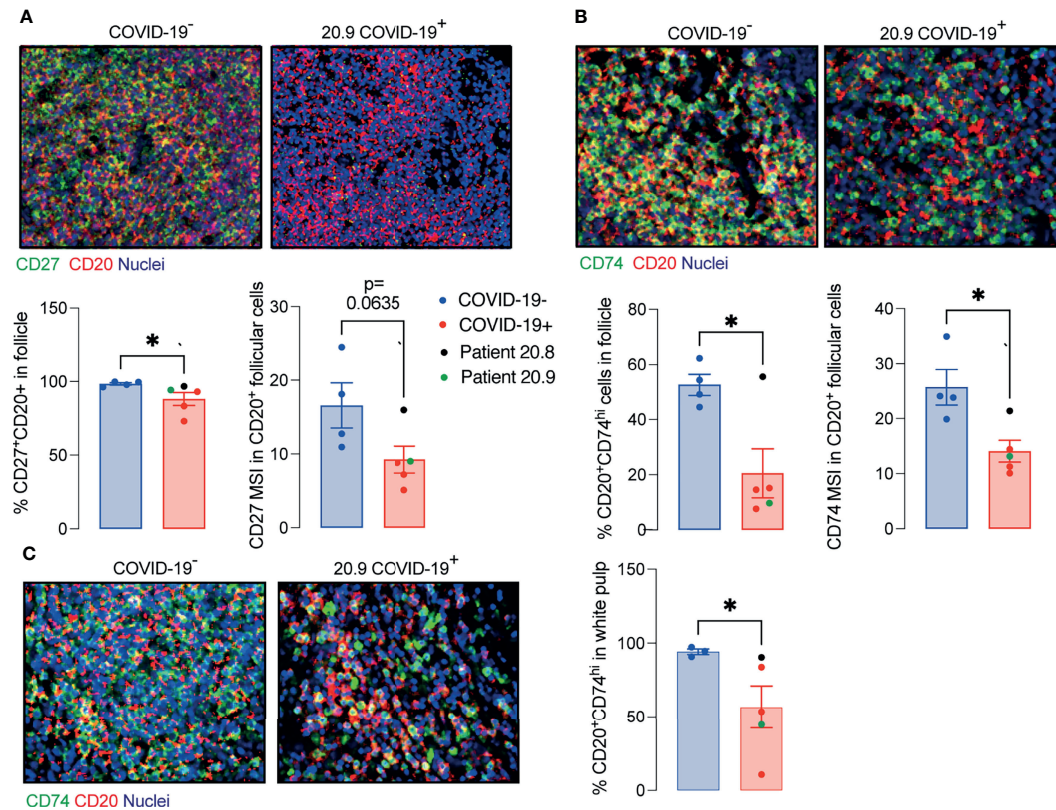 A
COVID-19⁻
20.9 COVID-19⁺
CD27 CD20 Nuclei
% CD27⁺CD20+ in follicle
150
100
50
0
*
CD27 MSI in CD20⁺ follicular cells
30
20
10
0
p=
0.0635
COVID-19-
COVID-19+
Patient 20.8
Patient 20.9
B
COVID-19⁻
20.9 COVID-19⁺
CD74 CD20 Nuclei
% CD20⁺CD74ʰⁱ cells in follicle
80
60
40
20
0
*
CD74 MSI in CD20⁺ follicular cells
40
30
20
10
0
*
C
COVID-19⁻
20.9 COVID-19⁺
CD74 CD20 Nuclei
% CD20⁺CD74ʰⁱ in white pulp
150
100
50
0
*